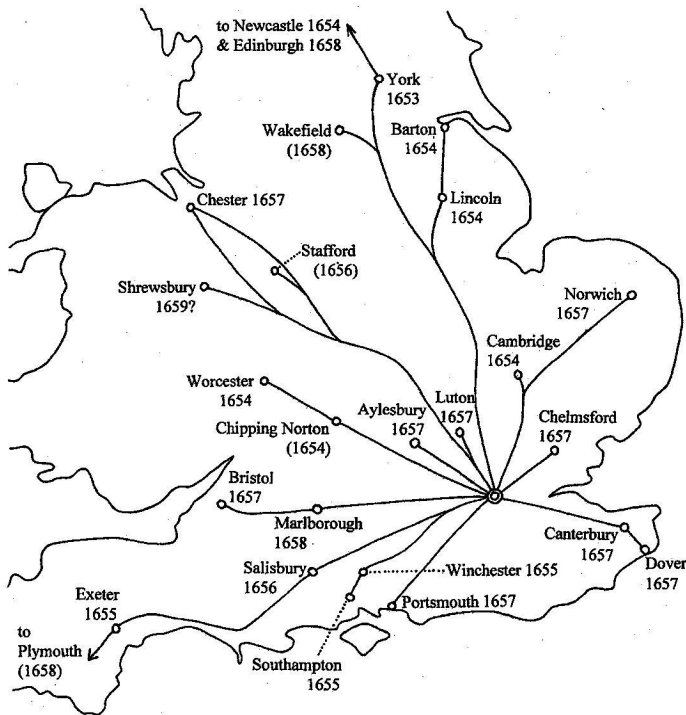 to Newcastle 1654
& Edinburgh 1658
York
1653
Wakefield
(1658)
Barton
1654
Lincoln
1654
Chester 1657
Stafford
(1656)
Shrewsbury
1659?
Norwich
1657
Cambridge
1654
Worcester
1654
Chipping Norton
(1654)
Aylesbury
1657
Luton
1657
Chelmsford
1657
Bristol
1657
Marlborough
1658
Canterbury
1657
Dover
1657
Salisbury
1656
Winchester 1655
Exeter
1655
Portsmouth 1657
to
Plymouth
(1658)
Southampton
1655